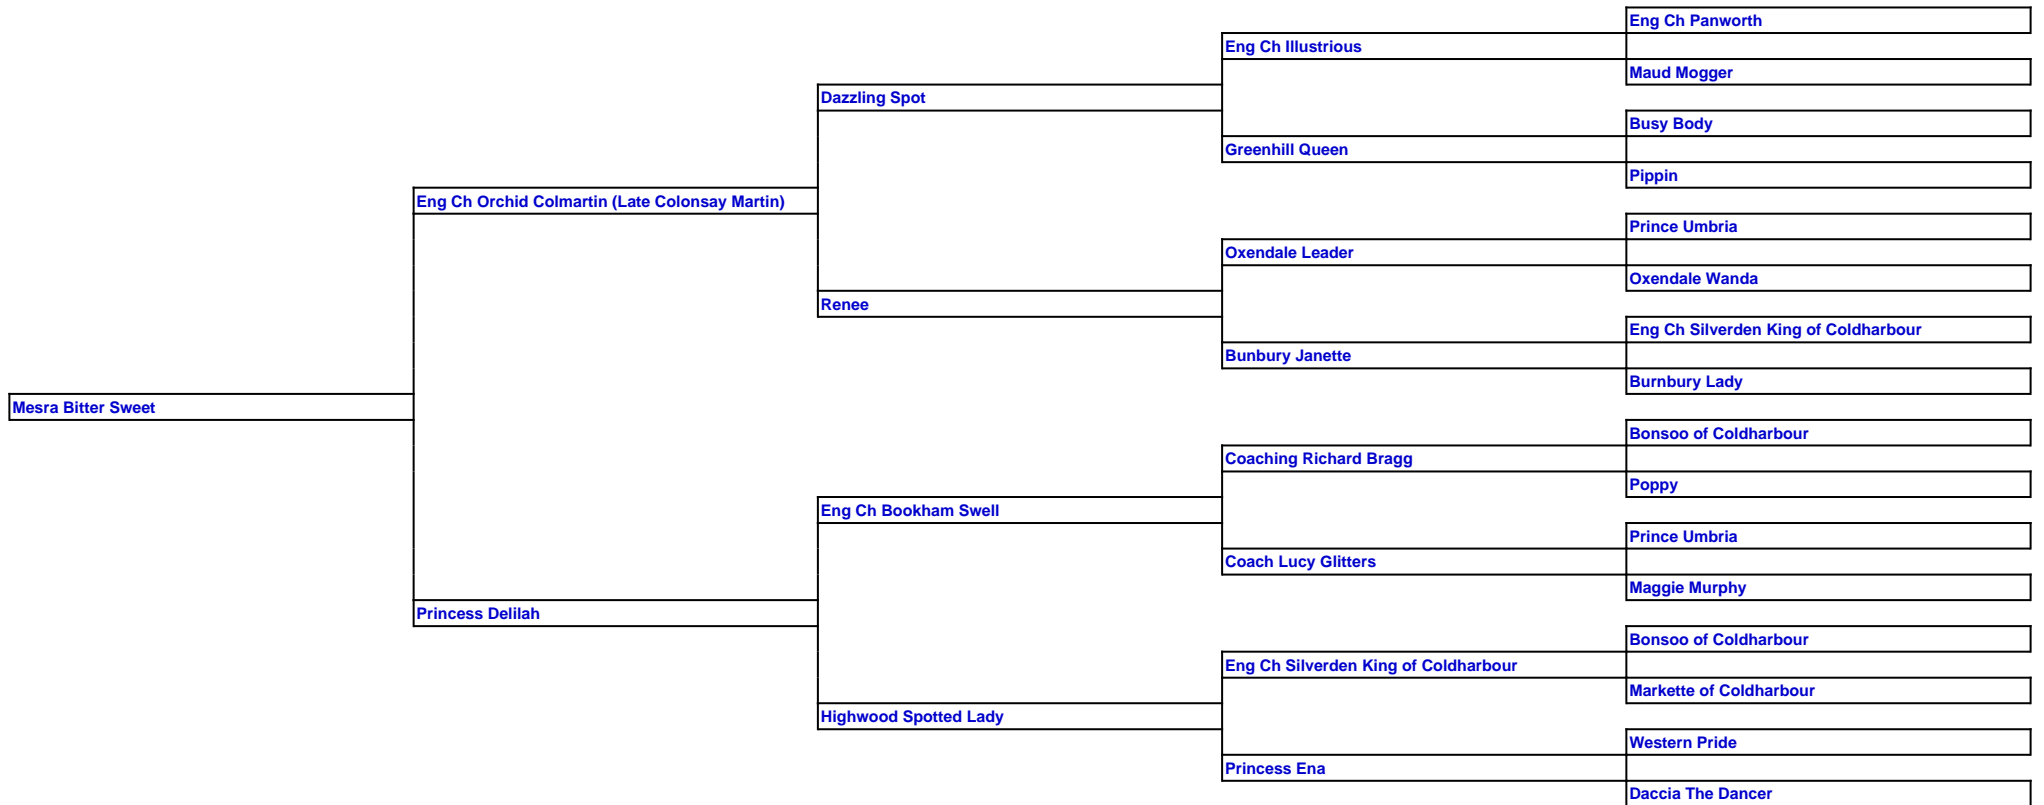 Eng Ch Panworth
Eng Ch Illustrious
Maud Mogger
Dazzling Spot
Busy Body
Greenhill Queen
Pippin
Eng Ch Orchid Colmartin (Late Colonsay Martin)
Prince Umbria
Oxendale Leader
Oxendale Wanda
Renee
Eng Ch Silverden King of Coldharbour
Bunbury Janette
Burnbury Lady
Mesra Bitter Sweet
Bonsoo of Coldharbour
Coaching Richard Bragg
Poppy
Eng Ch Bookham Swell
Prince Umbria
Coach Lucy Glitters
Maggie Murphy
Princess Delilah
Bonsoo of Coldharbour
Eng Ch Silverden King of Coldharbour
Markette of Coldharbour
Highwood Spotted Lady
Western Pride
Princess Ena
Daccia The Dancer